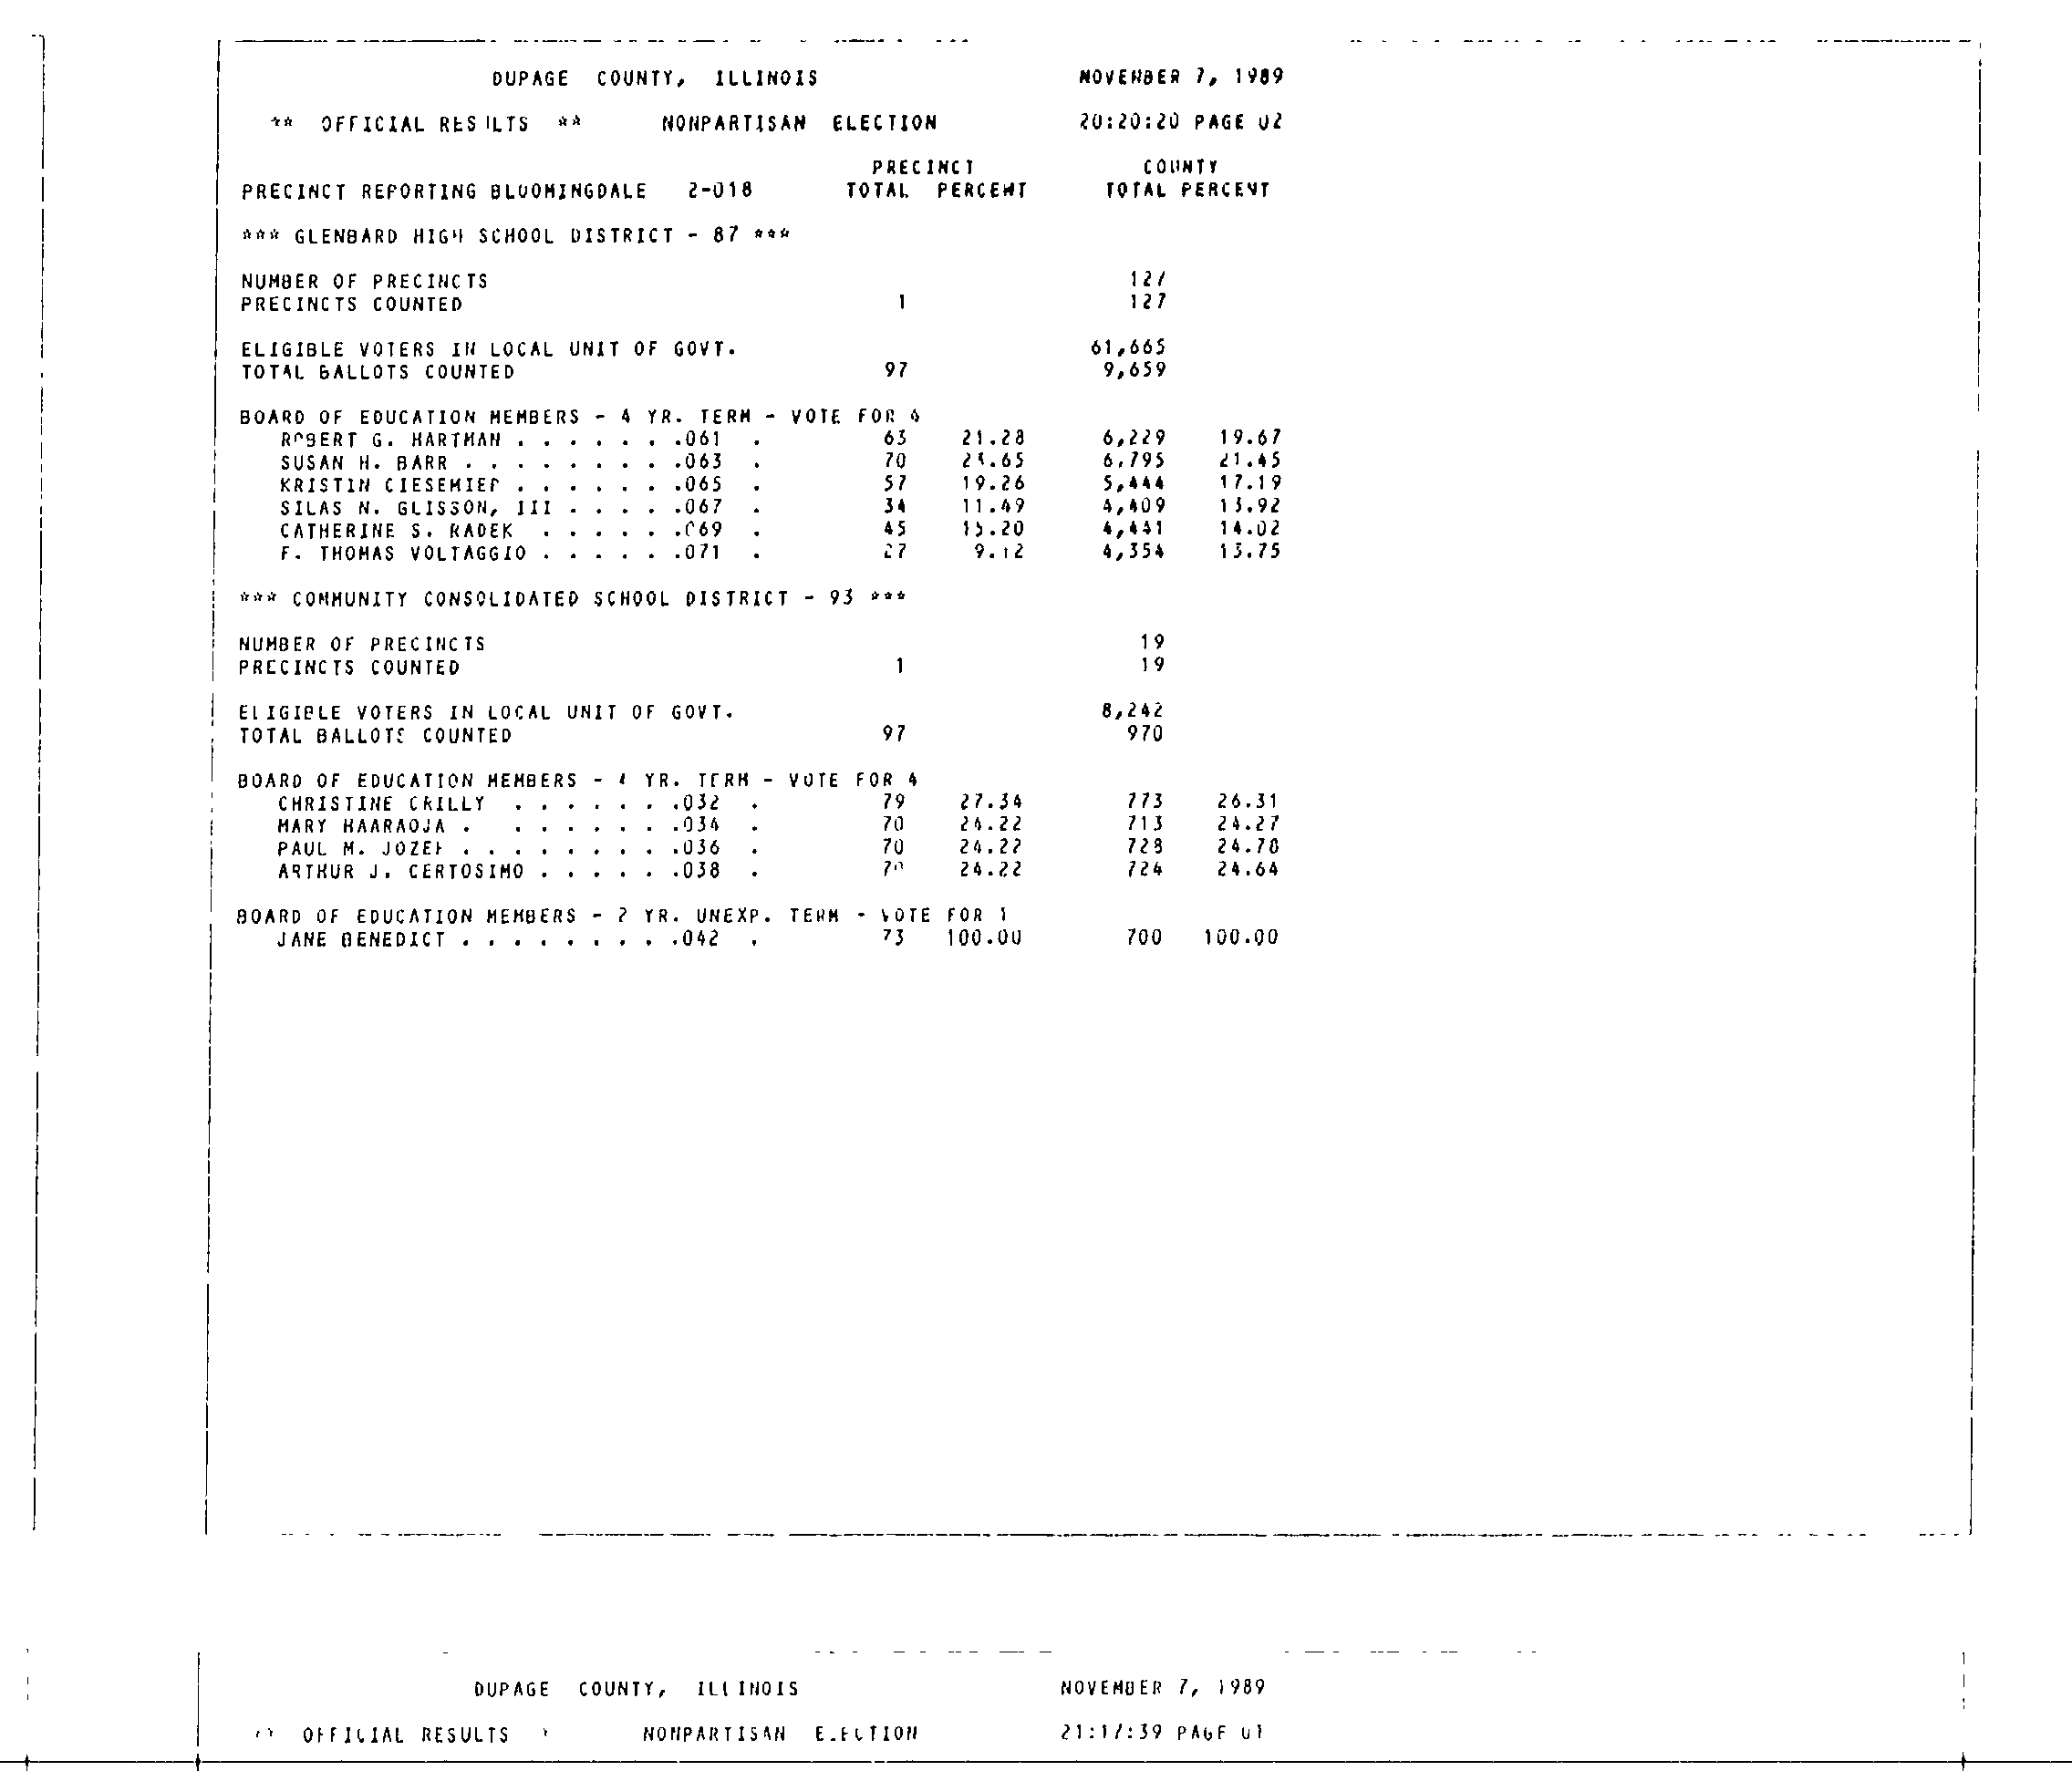 DUPAGE COUNTY, ILLINOIS NOVEMBER 7, 1989
** OFFICIAL RESULTS ** NONPARTISAN ELECTION 20:20:20 PAGE 02
PRECINCT COUNTY
PRECINCT REPORTING BLOOMINGDALE 2-018 TOTAL PERCENT TOTAL PERCENT
*** GLENBARD HIGH SCHOOL DISTRICT - 87 ***
NUMBER OF PRECINCTS 127
PRECINCTS COUNTED 1 127
ELIGIBLE VOTERS IN LOCAL UNIT OF GOVT. 61,665
TOTAL BALLOTS COUNTED 97 9,659
BOARD OF EDUCATION MEMBERS - 4 YR. TERM - VOTE FOR 4
ROBERT G. HARTMAN . . . . . . .061 . 63 21.28 6,229 19.67
SUSAN H. BARR . . . . . . . . .063 . 70 23.65 6,795 21.45
KRISTIN CIESEMIER . . . . . . .065 . 57 19.26 5,444 17.19
SILAS N. GLISSON, III . . . . .067 . 34 11.49 4,409 13.92
CATHERINE S. RADEK . . . . . .069 . 45 15.20 4,441 14.02
F. THOMAS VOLTAGGIO . . . . . .071 . 27 9.12 4,354 13.75
*** COMMUNITY CONSOLIDATED SCHOOL DISTRICT - 93 ***
NUMBER OF PRECINCTS 19
PRECINCTS COUNTED 1 19
ELIGIBLE VOTERS IN LOCAL UNIT OF GOVT. 8,242
TOTAL BALLOTS COUNTED 97 970
BOARD OF EDUCATION MEMBERS - 4 YR. TERM - VOTE FOR 4
CHRISTINE CRILLY . . . . . . .032 . 79 27.34 773 26.31
MARY HAARAOJA . . . . . . . .034 . 70 24.22 713 24.27
PAUL M. JOZEF . . . . . . . . .036 . 70 24.22 728 24.78
ARTHUR J. CERTOSIMO . . . . . .038 . 70 24.22 724 24.64
BOARD OF EDUCATION MEMBERS - 2 YR. UNEXP. TERM - VOTE FOR 1
JANE BENEDICT . . . . . . . . .042 . 73 100.00 700 100.00
DUPAGE COUNTY, ILLINOIS NOVEMBER 7, 1989
** OFFICIAL RESULTS * NONPARTISAN ELECTION 21:17:39 PAGE 01